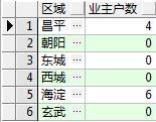 区域 业主户数
1 昌平 ... 4
2 朝阳 ... 0
3 东城 ... 0
4 西城 ... 0
5 海淀 ... 6
6 玄武 ... 0